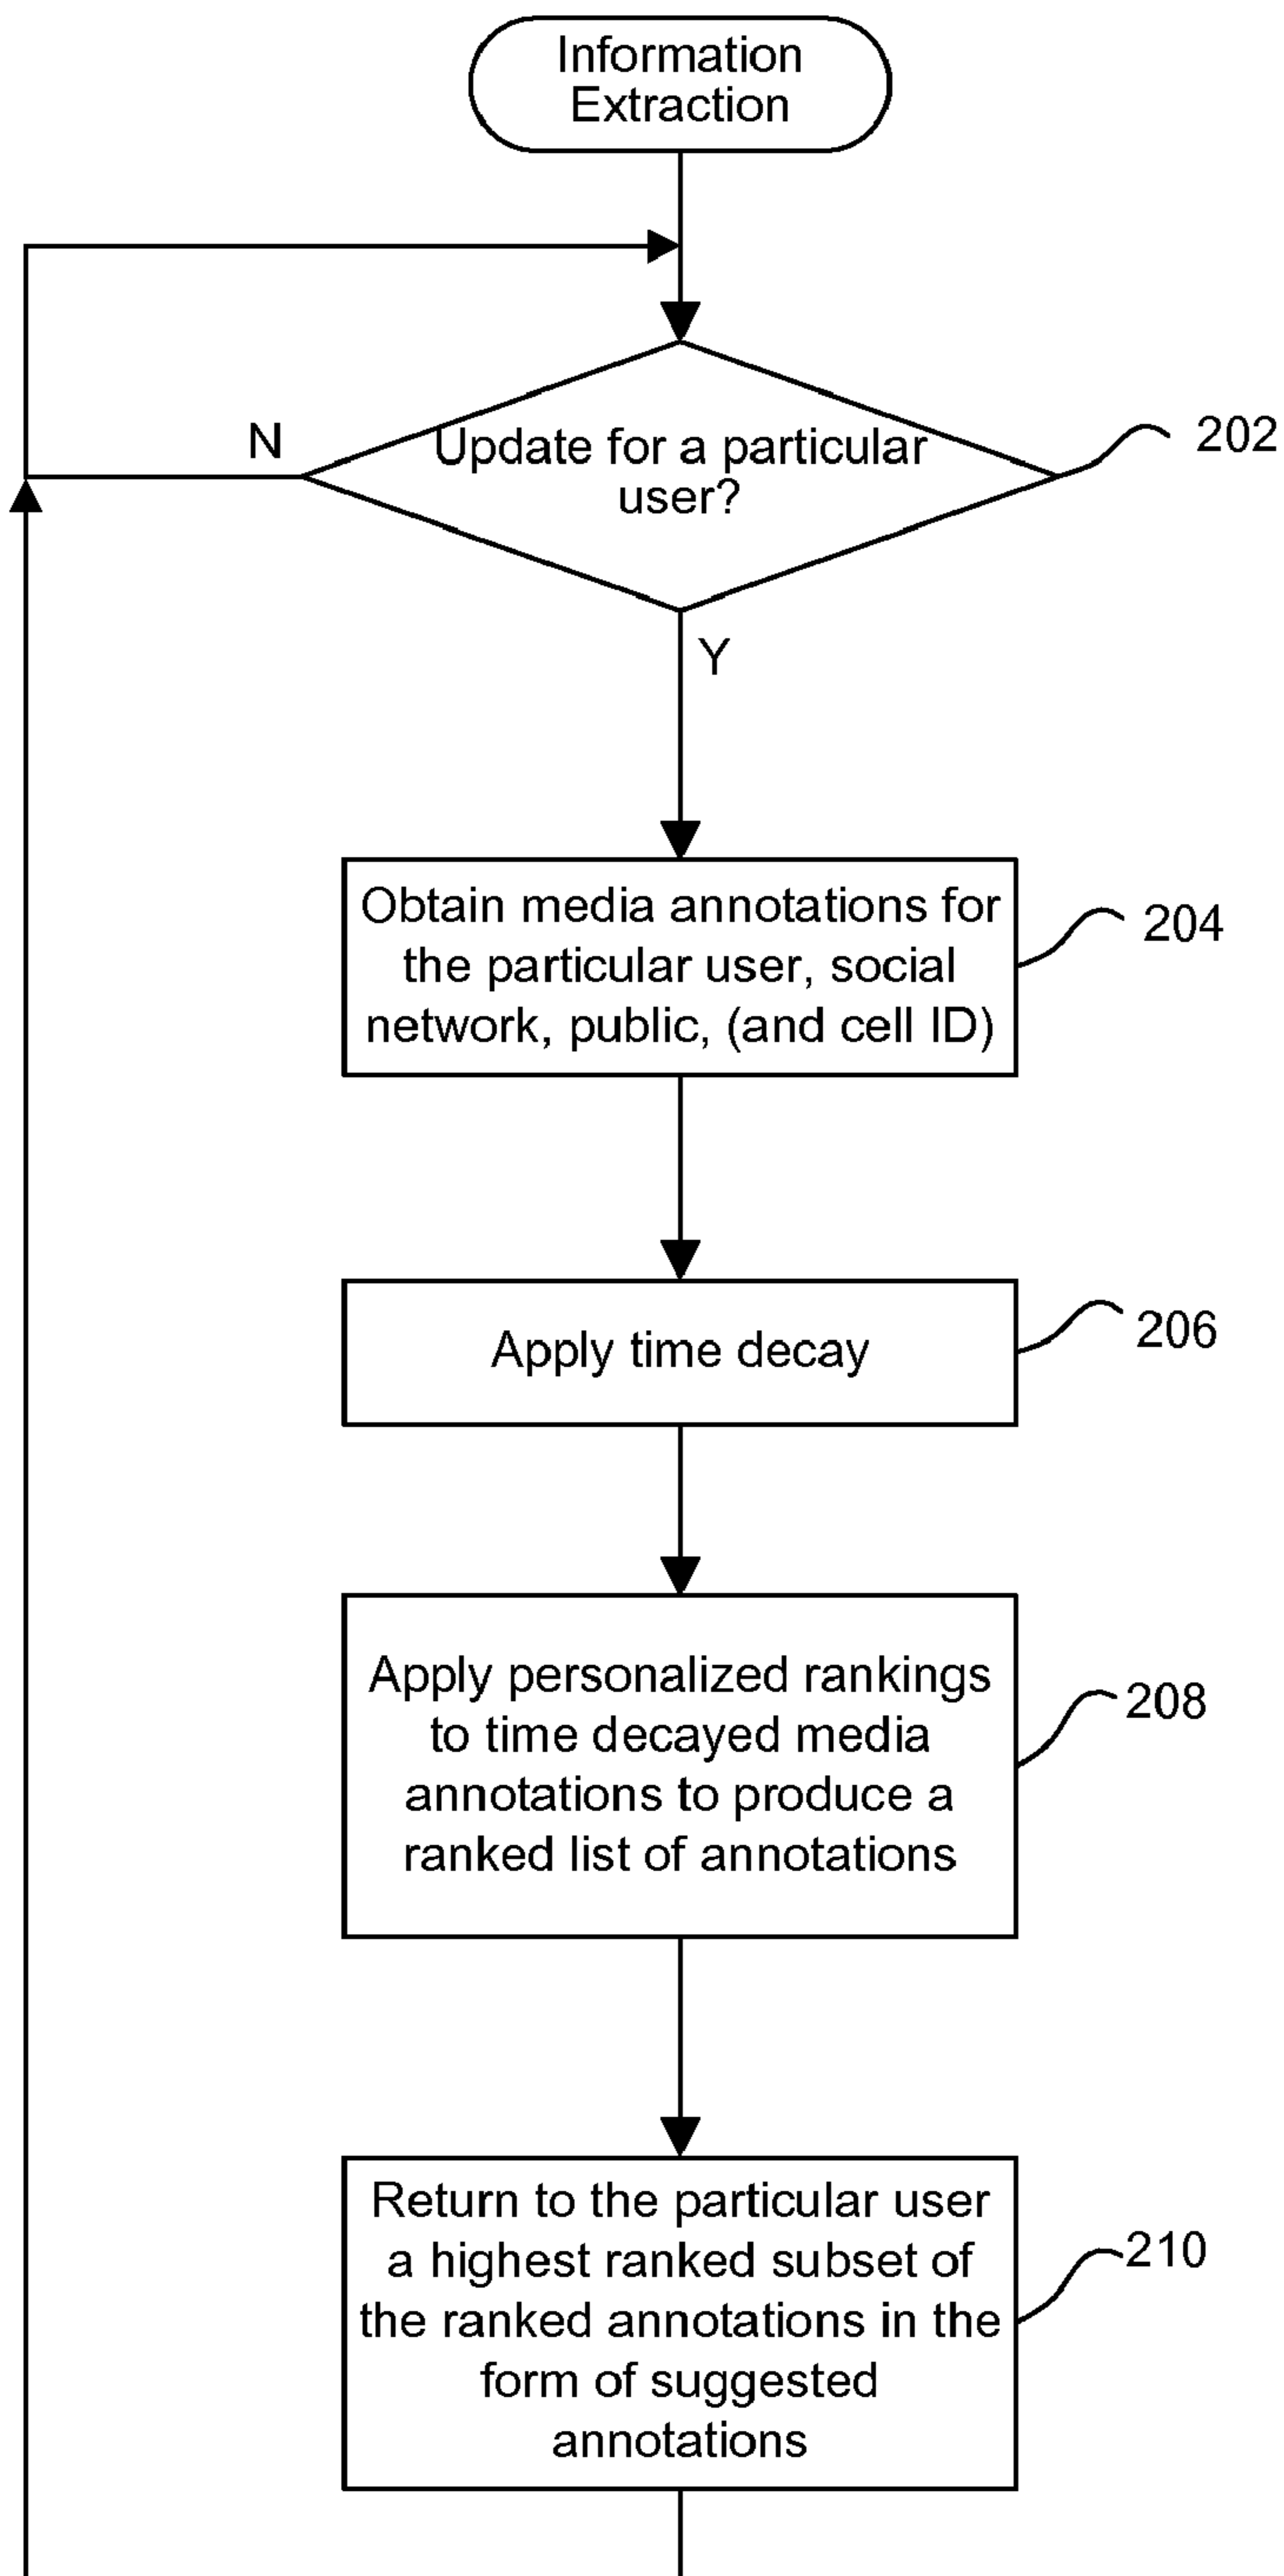 Information
Extraction
N
Update for a particular
user?
202
Y
Obtain media annotations for
the particular user, social
network, public, (and cell ID)
204
Apply time decay
206
Apply personalized rankings
to time decayed media
annotations to produce a
ranked list of annotations
208
Return to the particular user
a highest ranked subset of
the ranked annotations in the
form of suggested
annotations
210